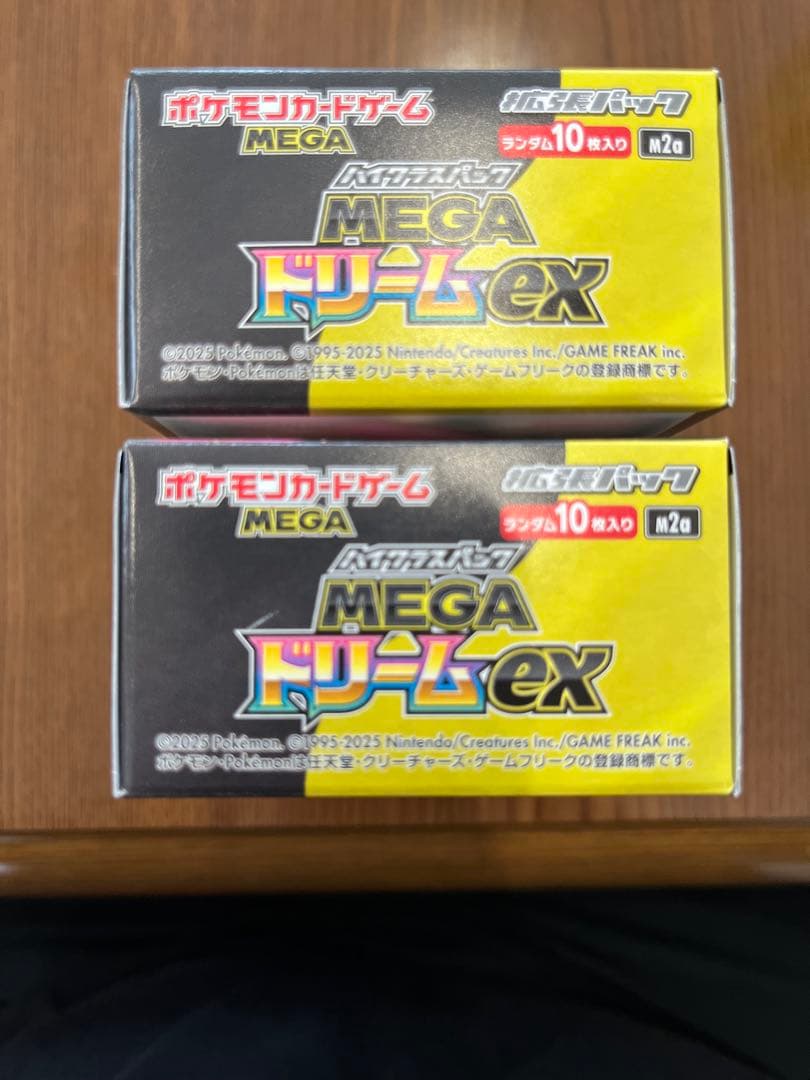 ポケモンカードゲーム
MEGA
拡張パック
ランダム10枚入り M2a
ハイクラスパック
MEGA
ドリームex
©2025 Pokémon. ©1995-2025 Nintendo/Creatures Inc./GAME FREAK inc.
ポケモン・Pokémonは任天堂・クリーチャーズ・ゲームフリークの登録商標です。
ポケモンカードゲーム
MEGA
拡張パック
ランダム10枚入り M2a
ハイクラスパック
MEGA
ドリームex
©2025 Pokémon. ©1995-2025 Nintendo/Creatures Inc./GAME FREAK inc.
ポケモン・Pokémonは任天堂・クリーチャーズ・ゲームフリークの登録商標です。